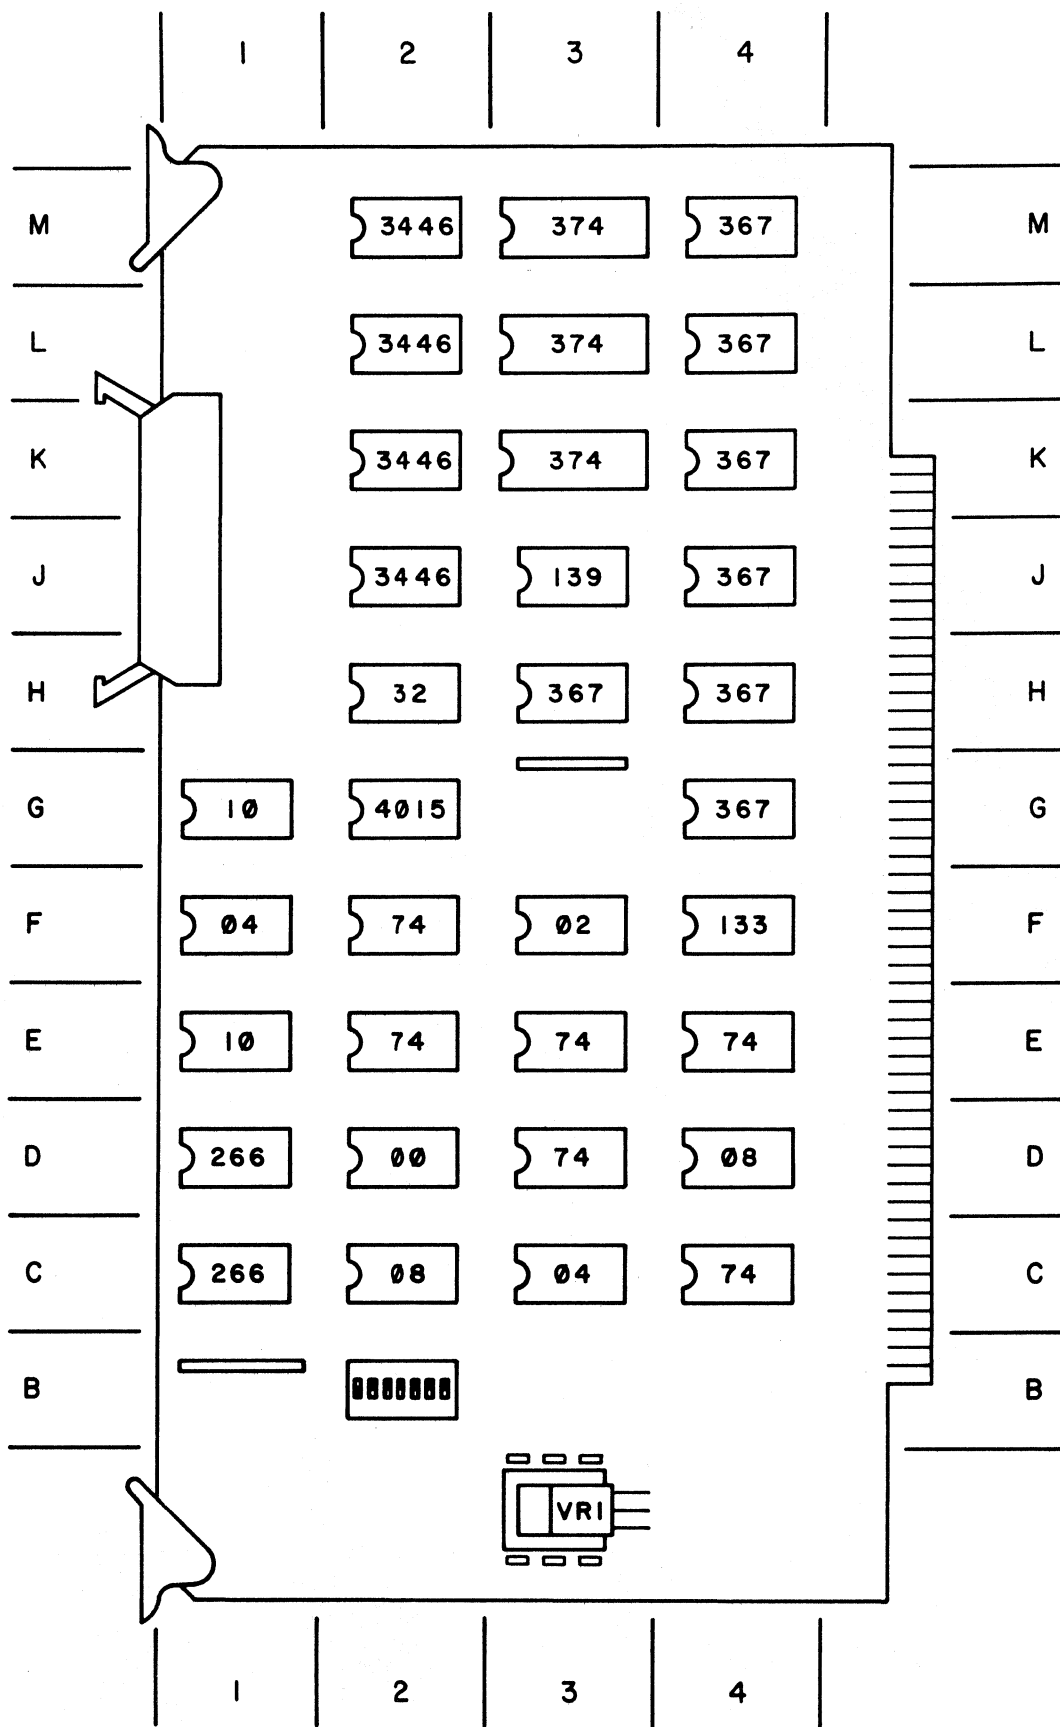 1 2 3 4
M 3446 374 367 M
L 3446 374 367 L
K 3446 374 367 K
J 3446 139 367 J
H 32 367 367 H
G 10 4015 367 G
F 04 74 02 133 F
E 10 74 74 74 E
D 266 00 74 08 D
C 266 08 04 74 C
B B
VR1
1 2 3 4